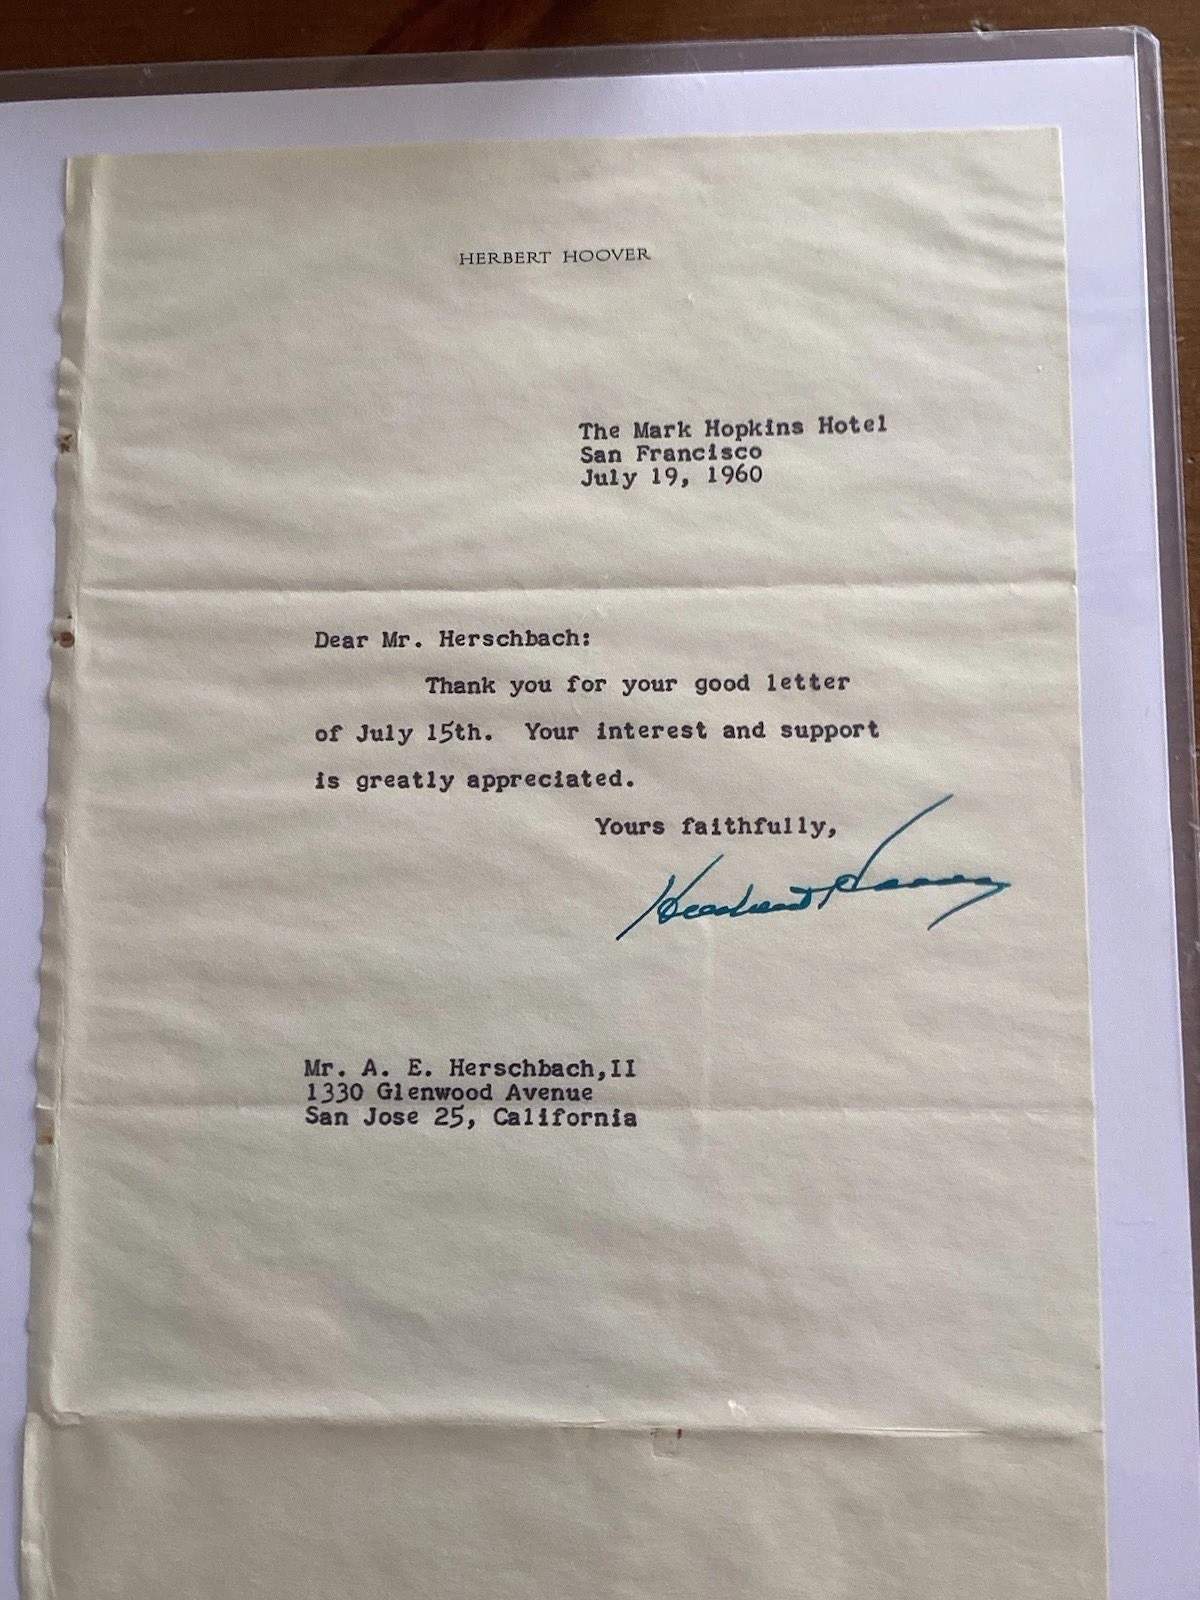 HERBERT HOOVER
The Mark Hopkins Hotel
San Francisco
July 19, 1960
Dear Mr. Herschbach:
Thank you for your good letter
of July 15th. Your interest and support
is greatly appreciated.
Yours faithfully,
Herbert Hoover
Mr. A. E. Herschbach,II
1330 Glenwood Avenue
San Jose 25, California